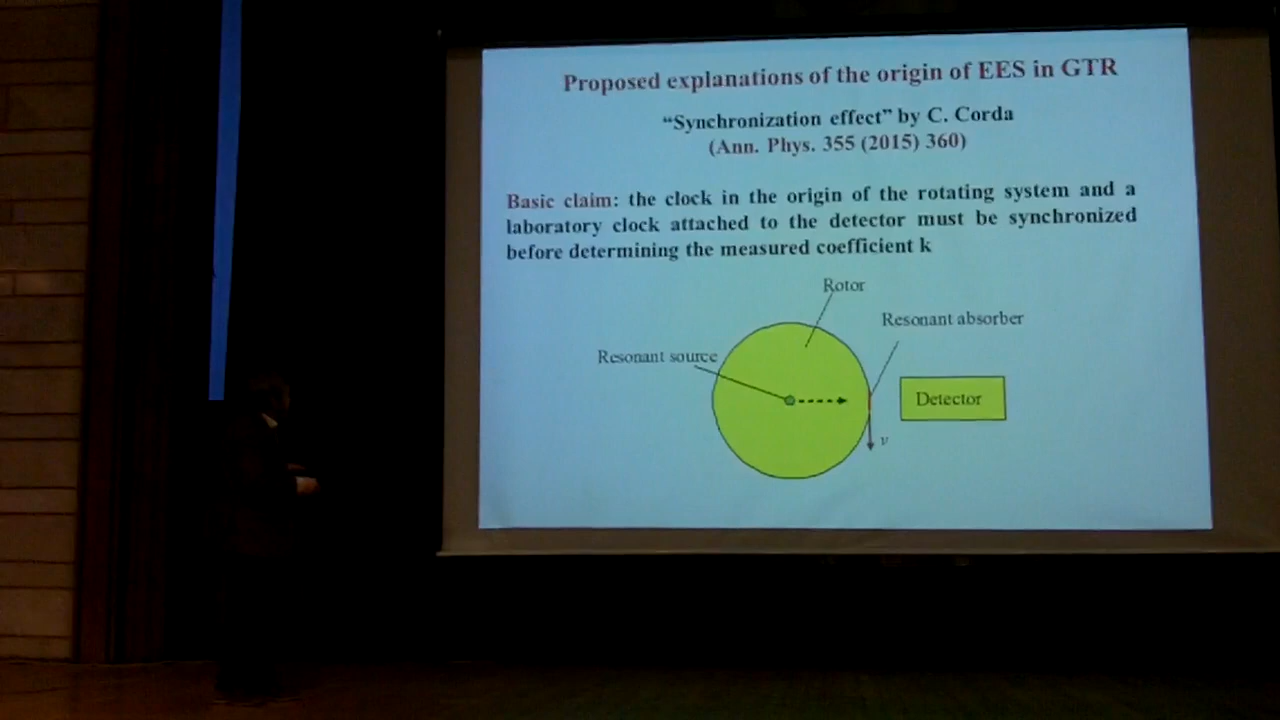 Proposed explanations of the origin of EES in GTR
“Synchronization effect” by C. Corda
(Ann. Phys. 355 (2015) 360)
Basic claim: the clock in the origin of the rotating system and a
laboratory clock attached to the detector must be synchronized
before determining the measured coefficient k
Rotor
Resonant absorber
Resonant source
Detector
v